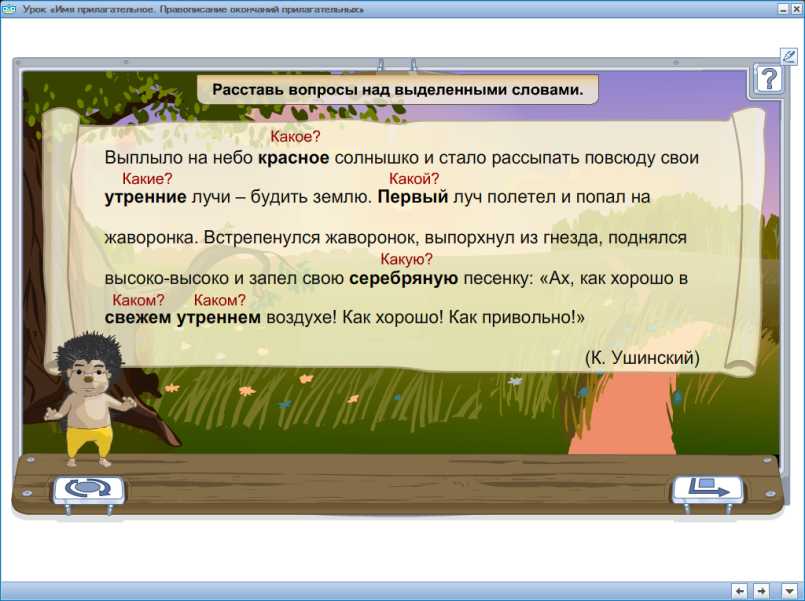 Урок «Имя прилагательное. Правописание окончаний прилагательных»
Расставь вопросы над выделенными словами.
?
Какое?
Выплыло на небо красное солнышко и стало рассыпать повсюду свои
Какие? Какой?
утренние лучи – будить землю. Первый луч полетел и попал на
жаворонка. Встрепенулся жаворонок, выпорхнул из гнезда, поднялся
Какую?
высоко-высоко и запел свою серебряную песенку: «Ах, как хорошо в
Каком? Каком?
свежем утреннем воздухе! Как хорошо! Как привольно!»
(К. Ушинский)